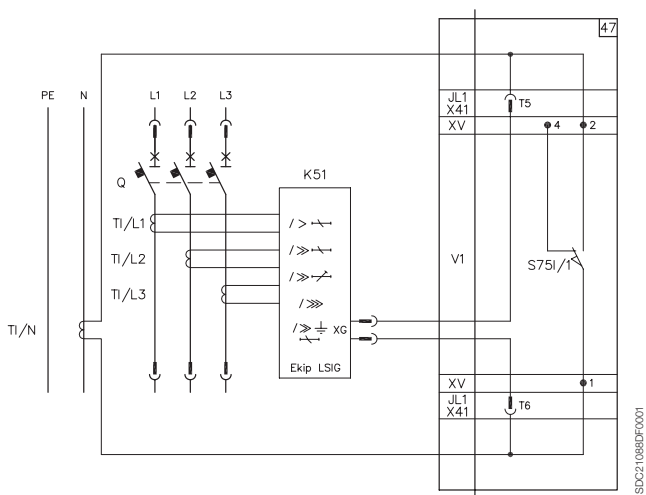 47
PE N L1 L2 L3
JL1
X41
T5
XV 4 2
K51
Q
TI/L1
/>
TI/L2
/≫
V1
S75I/1
/≫
TI/L3
/⋙
TI/N
/≫ XG
Ekip LSIG
XV 1
JL1
X41
T6
SDC21088DF0001